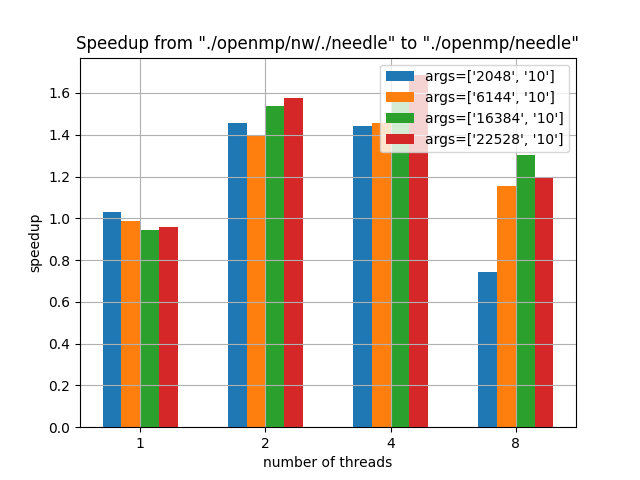 Speedup from "./openmp/nw/./needle" to "./openmp/needle"
args=['2048', '10']
args=['6144', '10']
args=['16384', '10']
args=['22528', '10']
speedup
1.6
1.4
1.2
1.0
0.8
0.6
0.4
0.2
0.0
1 2 4 8
number of threads